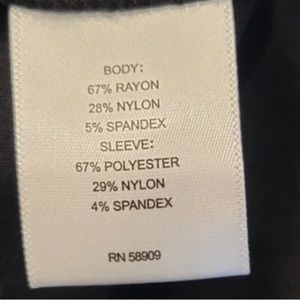 BODY:
67% RAYON
28% NYLON
5% SPANDEX
SLEEVE:
67% POLYESTER
29% NYLON
4% SPANDEX
RN 58909